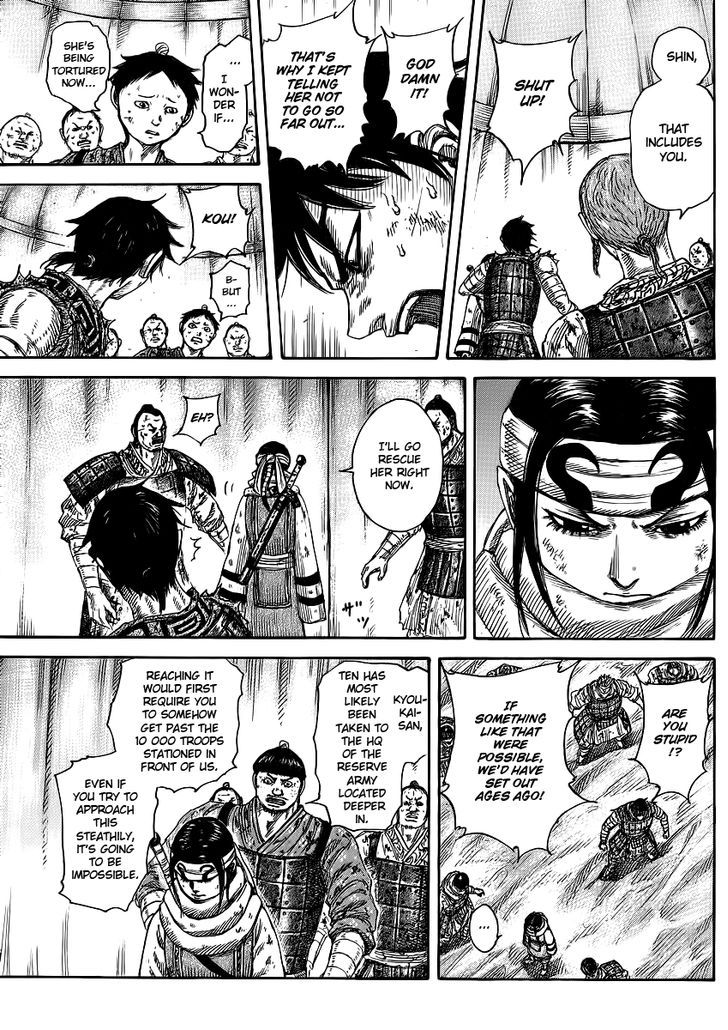 SHIN,
THAT
INCLUDES
YOU.
SHUT
UP!
GOD
DAMN
IT!
THAT'S
WHY I KEPT
TELLING
HER NOT
TO GO SO
FAR OUT...
...
I
WON-
DER
IF...
SHE'S
BEING
TORTURED
NOW...
KOU!
B-
BUT
...
I'LL GO
RESCUE
HER RIGHT
NOW.
ザッ
EH?
ARE
YOU
STUPID
!?
IF
SOMETHING
LIKE THAT
WERE
POSSIBLE,
WE'D HAVE
SET OUT
AGES AGO!
...
KYOU-
KAI-
SAN,
TEN HAS
MOST
LIKELY
BEEN
TAKEN TO
THE HQ
OF THE
RESERVE
ARMY
LOCATED
DEEPER
IN.
REACHING IT
WOULD FIRST
REQUIRE YOU
TO SOMEHOW
GET PAST THE
10 000 TROOPS
STATIONED IN
FRONT OF US.
EVEN IF
YOU TRY TO
APPROACH
THIS
STEATHILY,
IT'S GOING
TO BE
IMPOSSIBLE.